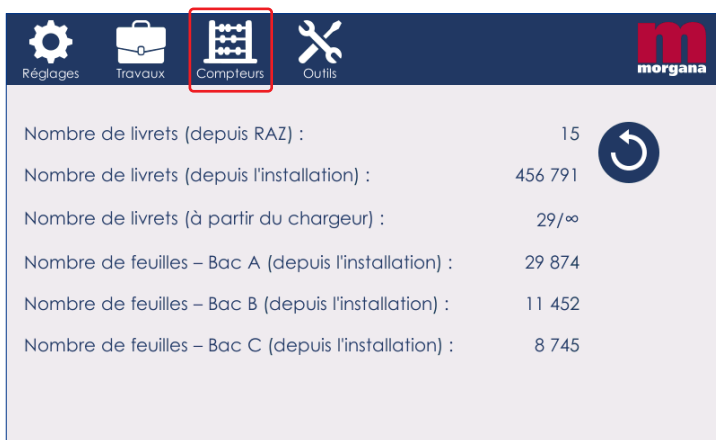 Réglages Travaux Compteurs Outils morgana
Nombre de livrets (depuis RAZ) : 15
Nombre de livrets (depuis l'installation) : 456 791
Nombre de livrets (à partir du chargeur) : 29/∞
Nombre de feuilles – Bac A (depuis l'installation) : 29 874
Nombre de feuilles – Bac B (depuis l'installation) : 11 452
Nombre de feuilles – Bac C (depuis l'installation) : 8 745